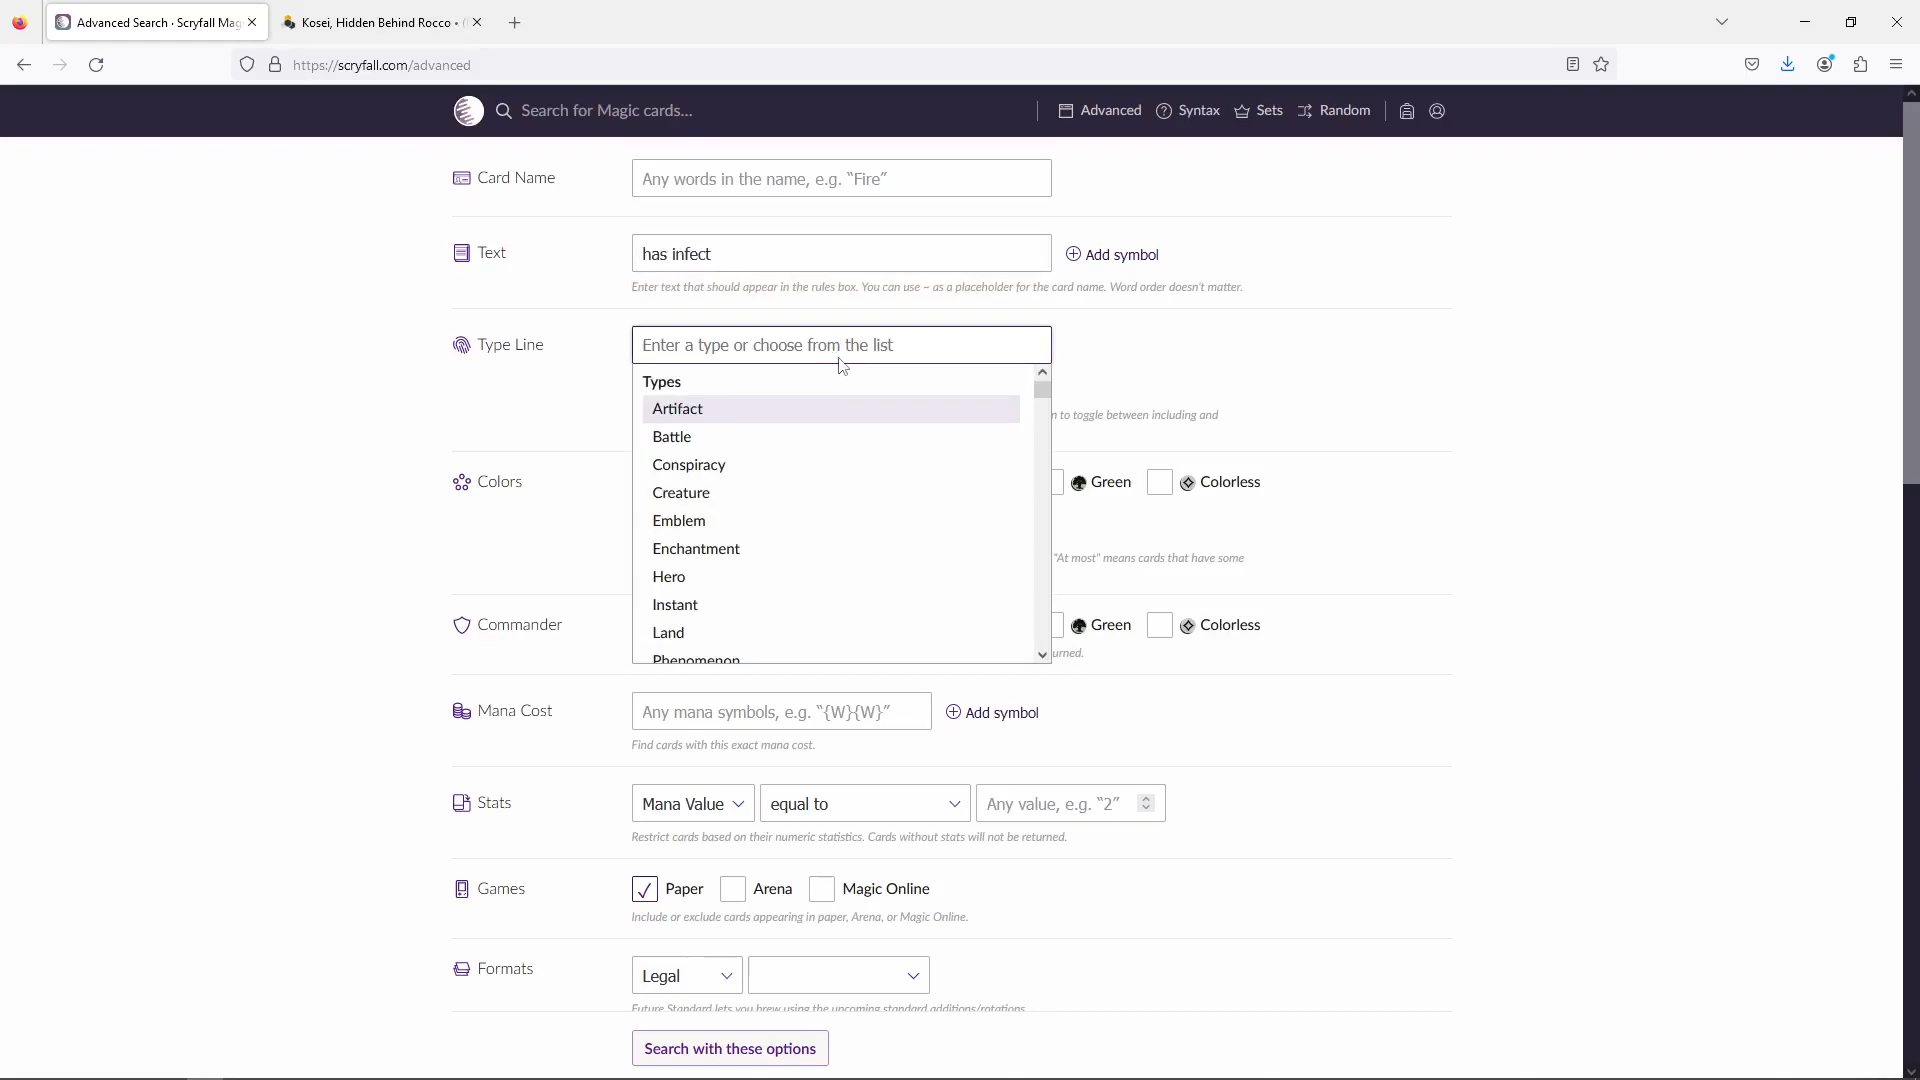 Advanced Search · Scryfall Mag
Kosei, Hidden Behind Rocco • (
https://scryfall.com/advanced
Search for Magic cards...
Advanced
Syntax
Sets
Random
Card Name
Any words in the name, e.g. “Fire”
Text
has infect
Add symbol
Enter text that should appear in the rules box. You can use ~ as a placeholder for the card name. Word order doesn't matter.
Type Line
Enter a type or choose from the list
Types
Artifact
n to toggle between including and
Battle
Conspiracy
Colors
Green
Colorless
Creature
Emblem
Enchantment
"At most" means cards that have some
Hero
Instant
Commander
Green
Colorless
Land
urned.
Phenomenon
Mana Cost
Any mana symbols, e.g. “{W}{W}”
Add symbol
Find cards with this exact mana cost.
Stats
Mana Value
equal to
Any value, e.g. “2”
Restrict cards based on their numeric statistics. Cards without stats will not be returned.
Games
Paper
Arena
Magic Online
Include or exclude cards appearing in paper, Arena, or Magic Online.
Formats
Legal
Future Standard lets you brew using the upcoming standard additions/rotations
Search with these options